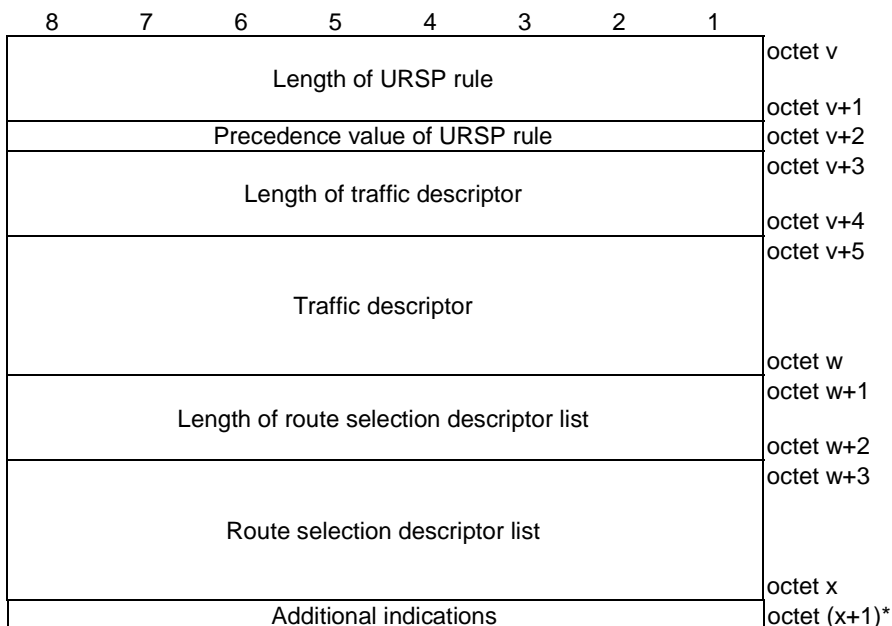 8 7 6 5 4 3 2 1
octet v
Length of URSP rule
octet v+1
Precedence value of URSP rule octet v+2
octet v+3
Length of traffic descriptor
octet v+4
octet v+5
Traffic descriptor
octet w
octet w+1
Length of route selection descriptor list
octet w+2
octet w+3
Route selection descriptor list
octet x
Additional indications octet (x+1)*